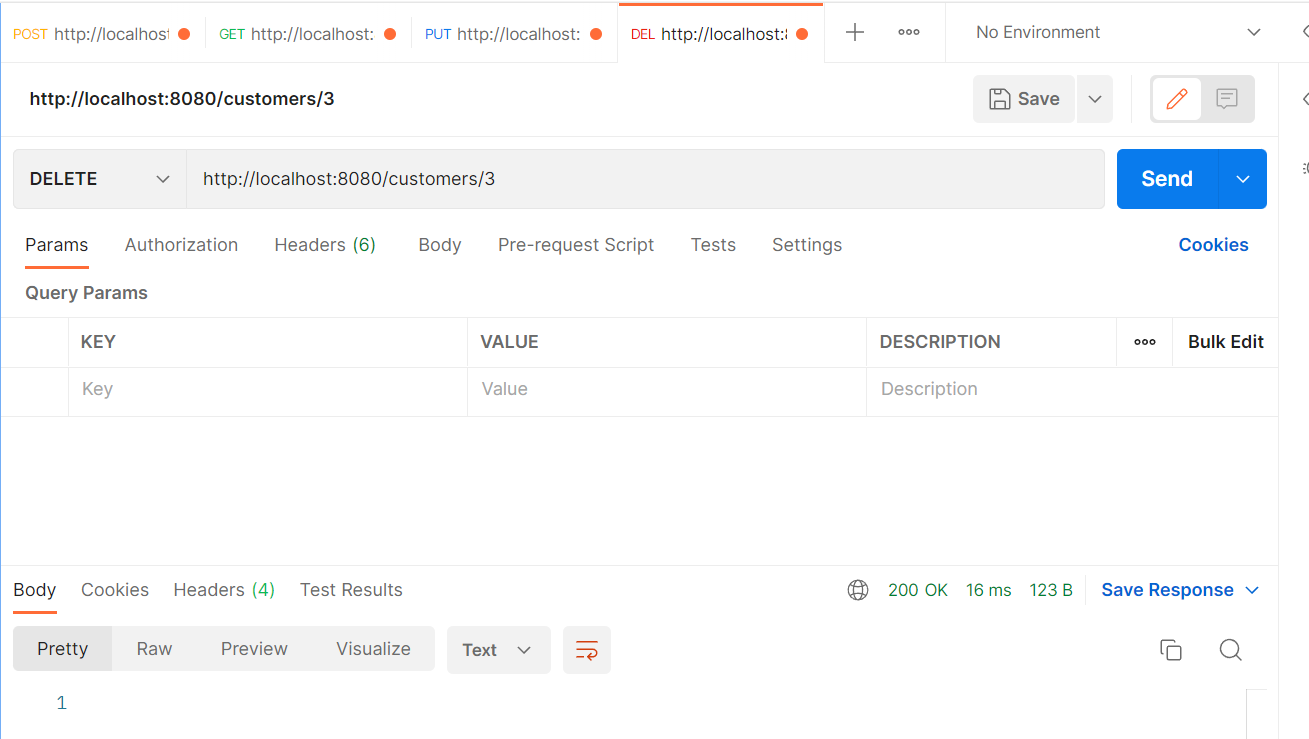 POST http://localhost GET http://localhost: PUT http://localhost: DEL http://localhost:8 No Environment
http://localhost:8080/customers/3 Save
DELETE http://localhost:8080/customers/3 Send
Params Authorization Headers (6) Body Pre-request Script Tests Settings Cookies
Query Params
KEY VALUE DESCRIPTION Bulk Edit
Key Value Description
Body Cookies Headers (4) Test Results 200 OK 16 ms 123 B Save Response
Pretty Raw Preview Visualize Text
1